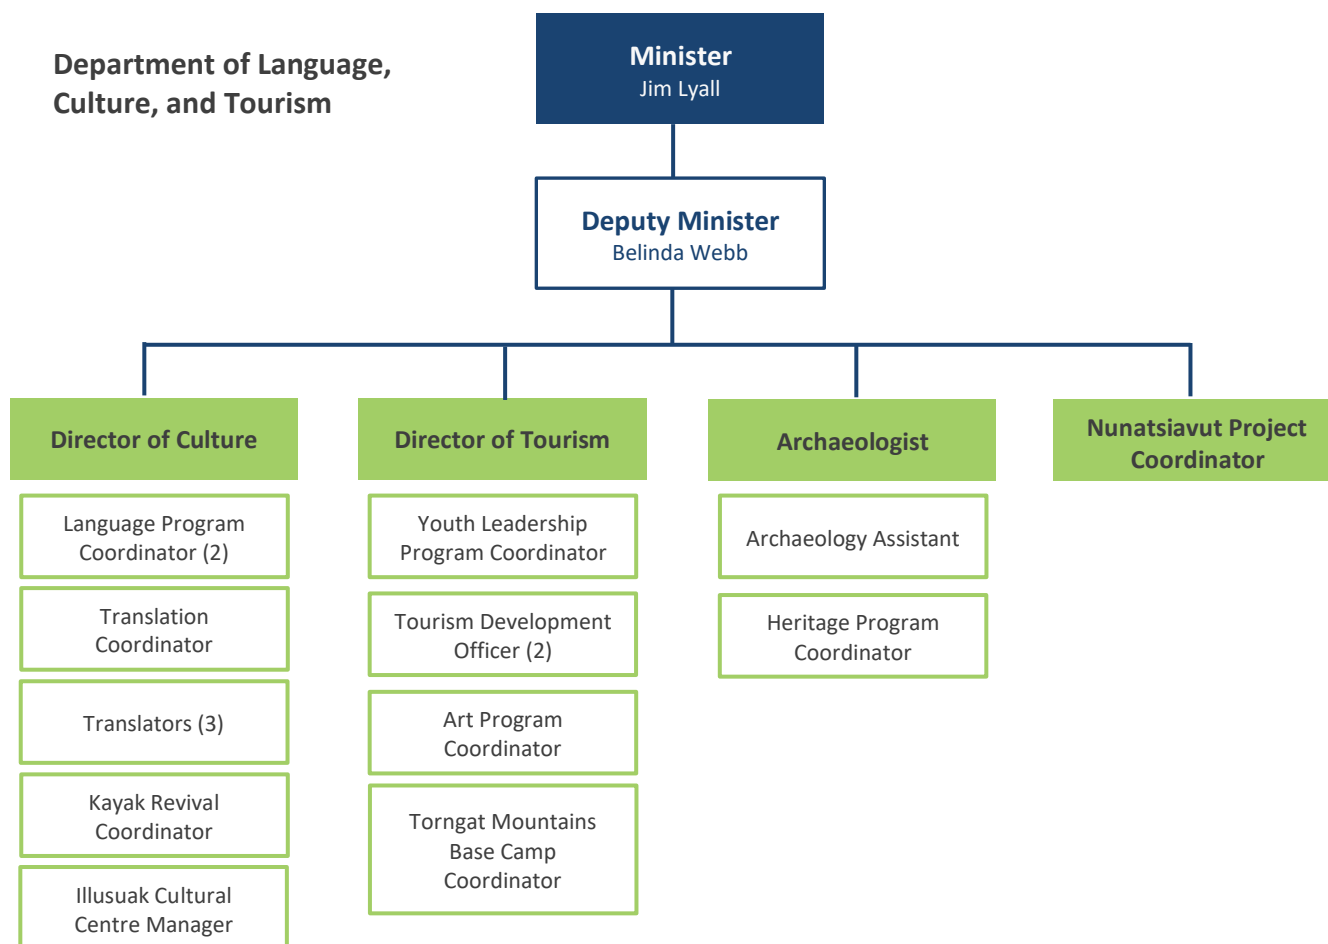 Department of Language,
Culture, and Tourism
Minister
Jim Lyall
Deputy Minister
Belinda Webb
Director of Culture
Language Program
Coordinator (2)
Translation
Coordinator
Translators (3)
Kayak Revival
Coordinator
Illusuak Cultural
Centre Manager
Director of Tourism
Youth Leadership
Program Coordinator
Tourism Development
Officer (2)
Art Program
Coordinator
Torngat Mountains
Base Camp
Coordinator
Archaeologist
Archaeology Assistant
Heritage Program
Coordinator
Nunatsiavut Project
Coordinator